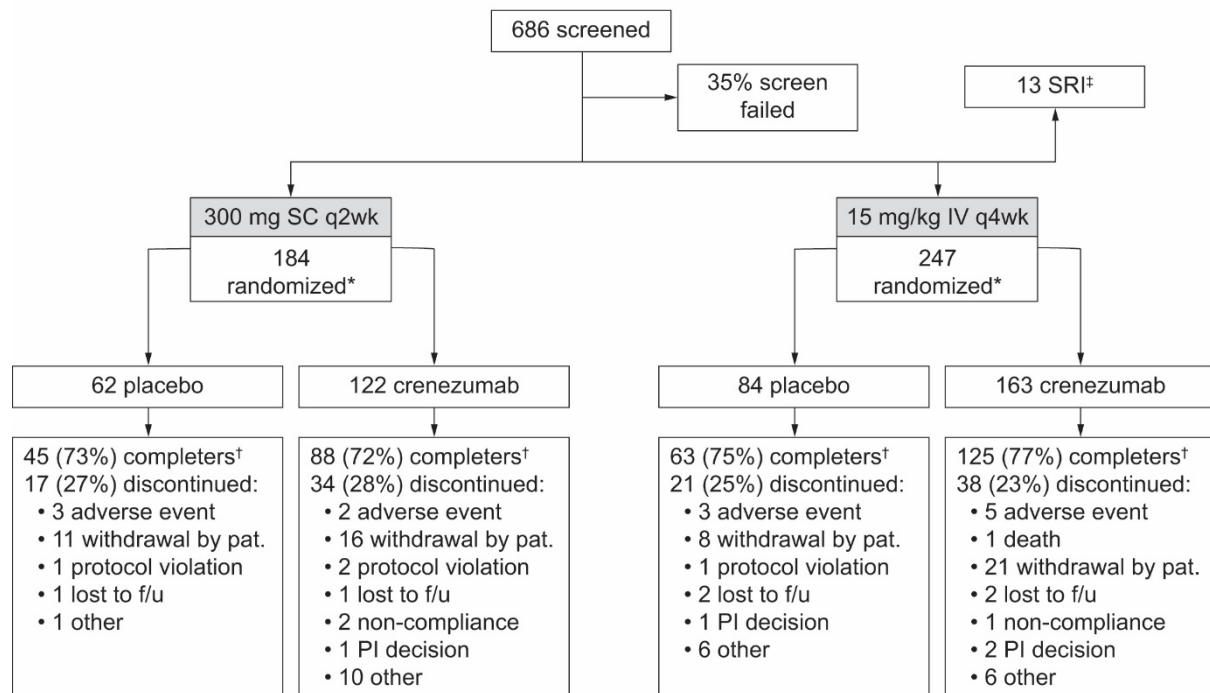 686 screened
35% screen
failed
13 SRI‡
300 mg SC q2wk
184
randomized*
15 mg/kg IV q4wk
247
randomized*
62 placebo
122 crenezumab
84 placebo
163 crenezumab
45 (73%) completers†
17 (27%) discontinued:
• 3 adverse event
• 11 withdrawal by pat.
• 1 protocol violation
• 1 lost to f/u
• 1 other
88 (72%) completers†
34 (28%) discontinued:
• 2 adverse event
• 16 withdrawal by pat.
• 2 protocol violation
• 1 lost to f/u
• 2 non-compliance
• 1 PI decision
• 10 other
63 (75%) completers†
21 (25%) discontinued:
• 3 adverse event
• 8 withdrawal by pat.
• 1 protocol violation
• 2 lost to f/u
• 1 PI decision
• 6 other
125 (77%) completers†
38 (23%) discontinued:
• 5 adverse event
• 1 death
• 21 withdrawal by pat.
• 2 lost to f/u
• 1 non-compliance
• 2 PI decision
• 6 other